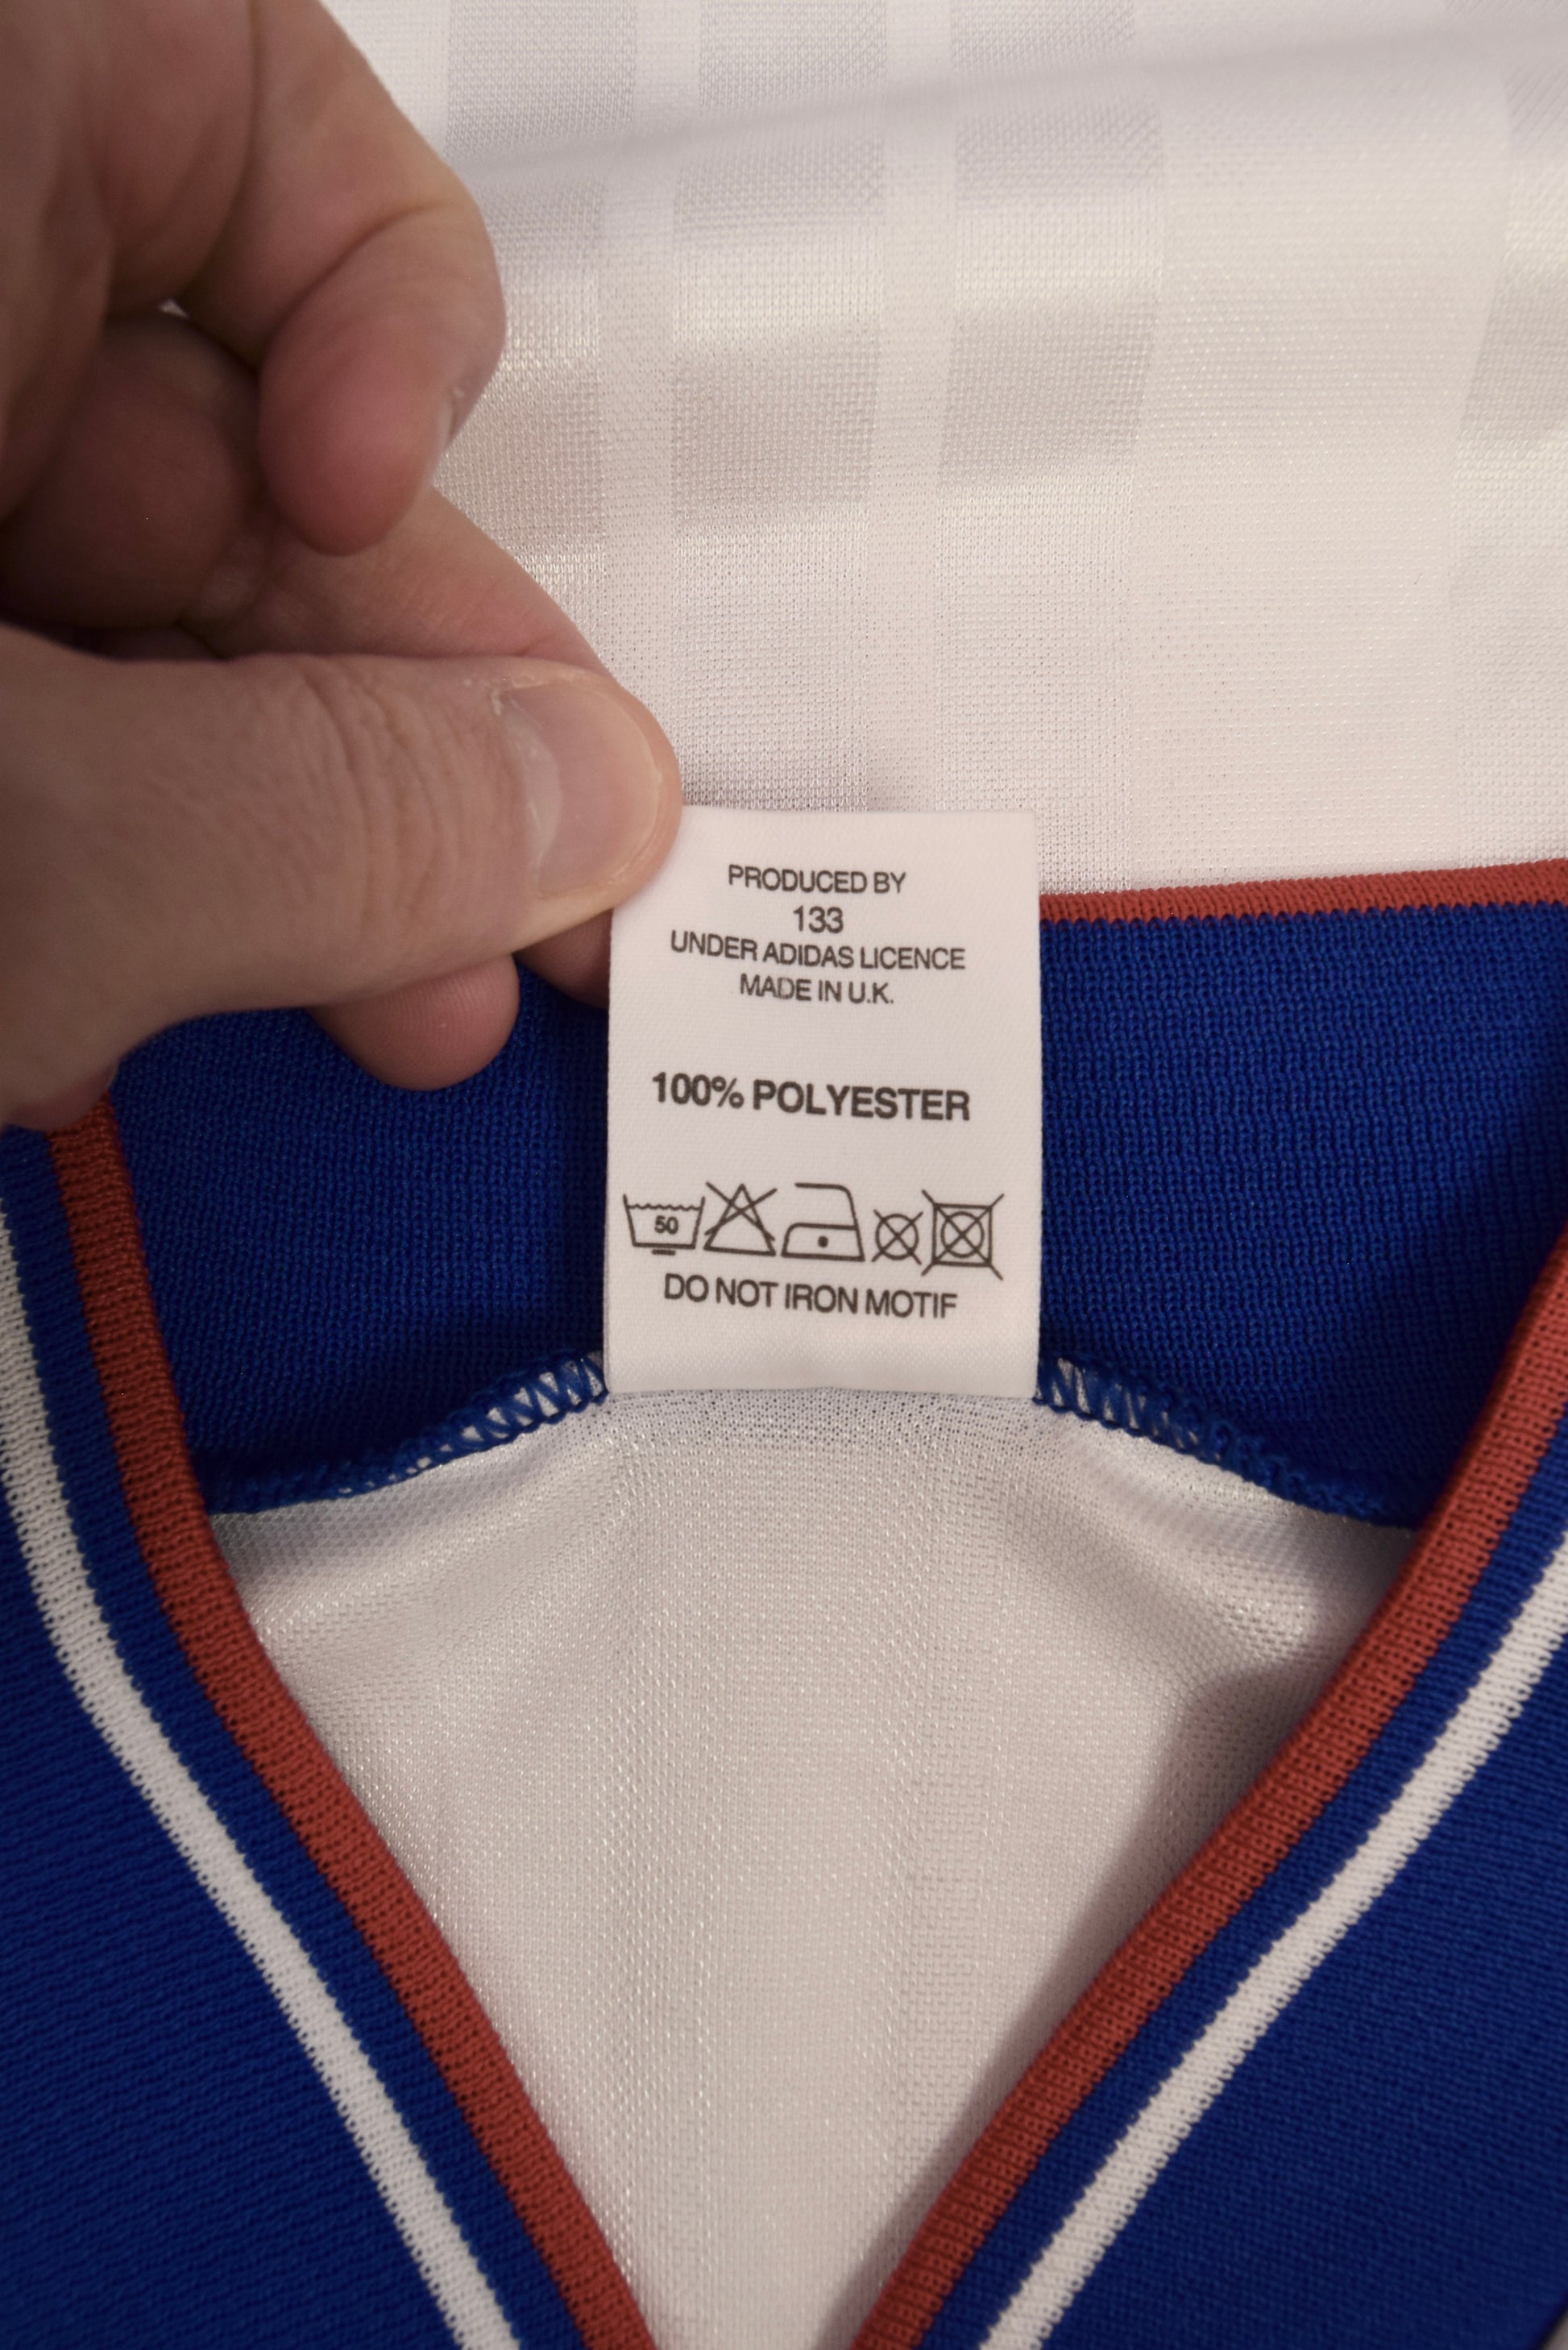 PRODUCED BY
133
UNDER ADIDAS LICENCE
MADE IN U.K.
100% POLYESTER
50
DO NOT IRON MOTIF